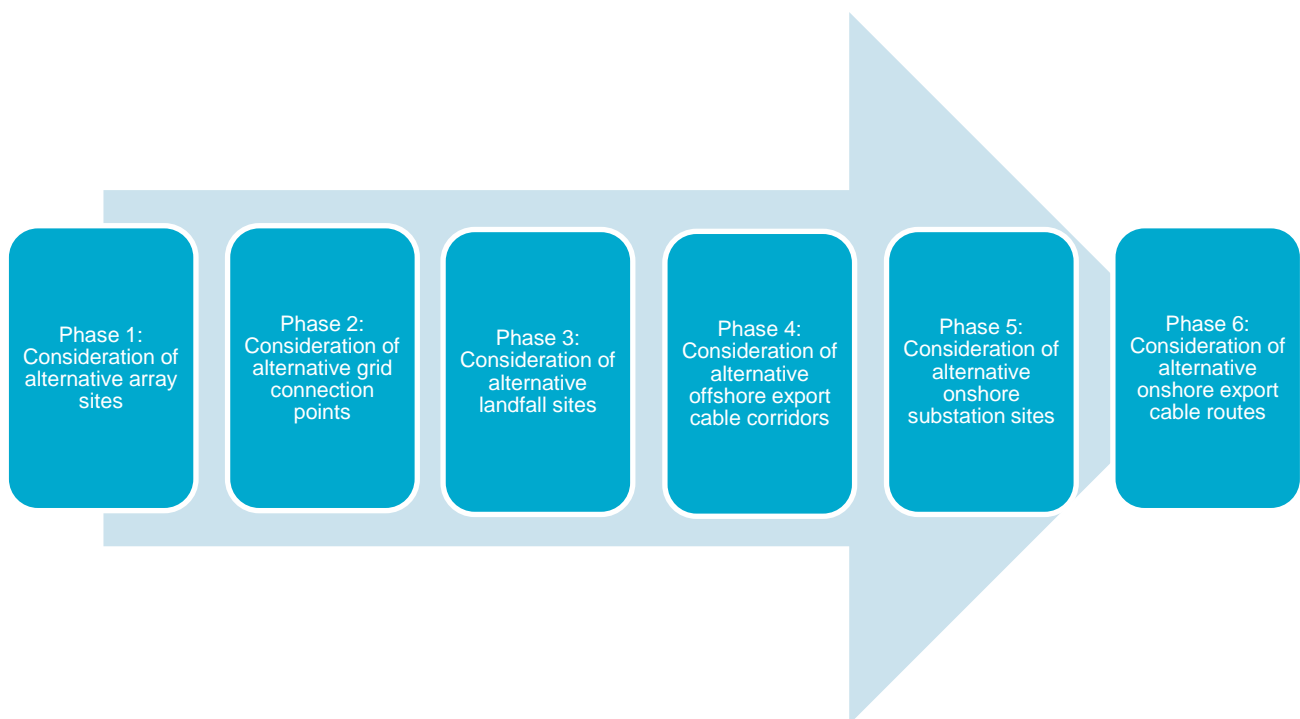 Phase 1:
Consideration of
alternative array
sites
Phase 2:
Consideration of
alternative grid
connection
points
Phase 3:
Consideration of
alternative
landfall sites
Phase 4:
Consideration of
alternative
offshore export
cable corridors
Phase 5:
Consideration of
alternative
onshore
substation sites
Phase 6:
Consideration of
alternative
onshore export
cable routes